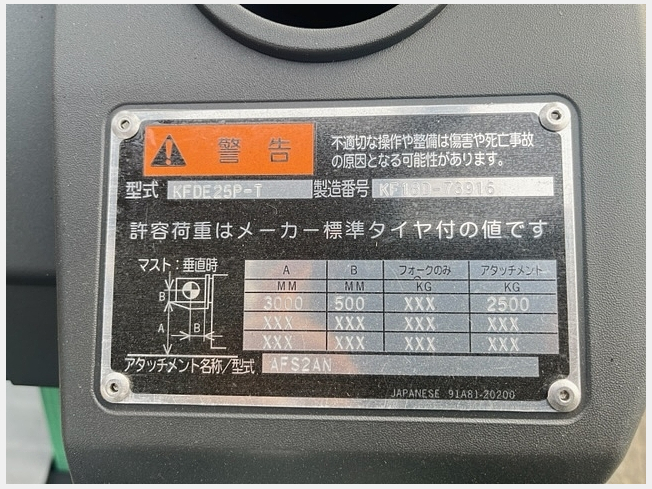 警告
不適切な操作や整備は傷害や死亡事故
の原因となる可能性があります。
型式 KFDE25P-T 製造番号
許容荷重はメーカー標準タイヤ付の値です
マスト:垂直時
A B フォークのみ アタッチメント
MM MM KG KG
3000 500 XXX 2500
XXX XXX XXX XXX
XXX XXX XXX XXX
B
A B
アタッチメント名称/型式 AFS2AN
JAPANESE 91A81-20200